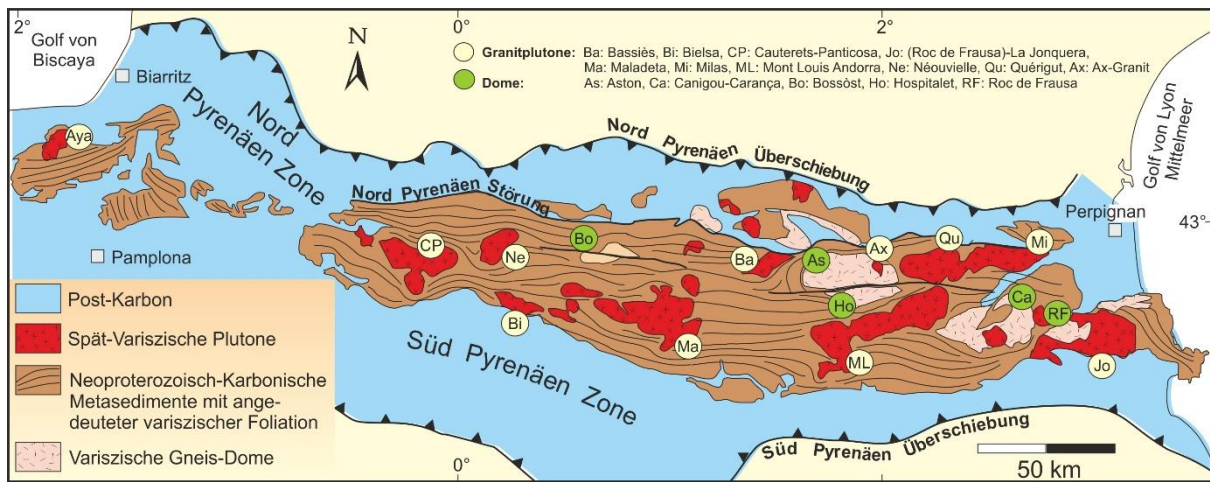 2°
0°
2°
Golf von
Biscaya
N
Granitplutone: Ba: Bassiès, Bi: Bielsa, CP: Cauterets-Panticosa, Jo: (Roc de Frausa)-La Jonquera,
Ma: Maladeta, Mi: Milas, ML: Mont Louis Andorra, Ne: Néouvielle, Qu: Quérigut, Ax: Ax-Granit
Dome: As: Aston, Ca: Canigou-Carança, Bo: Bossòst, Ho: Hospitalet, RF: Roc de Frausa
Biarritz
Nord
Pyrenäen Zone
Nord Pyrenäen Überschiebung
Golf von Lyon
Mittelmeer
Aya
Nord Pyrenäen Störung
Perpignan
43°
Pamplona
CP
Ne
Bo
Ba
As
Ax
Qu
Mi
Bi
Ma
Ho
ML
Ca
RF
Jo
Süd Pyrenäen Zone
Süd Pyrenäen Überschiebung
Post-Karbon
Spät-Variszische Plutone
Neoproterozoisch-Karbonische
Metasedimente mit ange-
deuteter variszischer Foliation
Variszische Gneis-Dome
0°
50 km